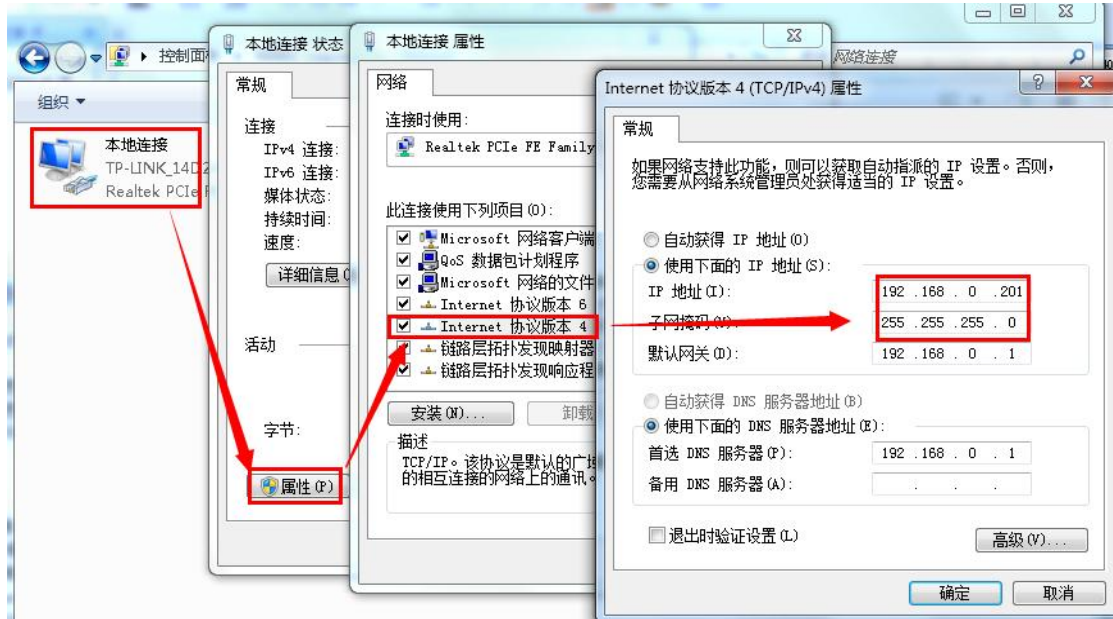 控制面
网络连接
组织
本地连接
TP-LINK_14D2
Realtek PCIe F
本地连接 状态
常规
连接
IPv4 连接:
IPv6 连接:
媒体状态:
持续时间:
速度:
详细信息(
活动
字节:
属性(P)
本地连接 属性
网络
连接时使用:
Realtek PCIe FE Family
此连接使用下列项目(O):
Microsoft 网络客户端
QoS 数据包计划程序
Microsoft 网络的文件
Internet 协议版本 6
Internet 协议版本 4
链路层拓扑发现映射器
链路层拓扑发现响应程
安装(N)...
卸载
描述
TCP/IP。该协议是默认的广域
的相互连接的网络上的通讯。
Internet 协议版本 4 (TCP/IPv4) 属性
常规
如果网络支持此功能，则可以获取自动指派的 IP 设置。否则，
您需要从网络系统管理员处获得适当的 IP 设置。
自动获得 IP 地址(O)
使用下面的 IP 地址(S):
IP 地址(I): 192 .168 . 0 .201
子网掩码(U): 255 .255 .255 . 0
默认网关(D): 192 .168 . 0 . 1
自动获得 DNS 服务器地址(B)
使用下面的 DNS 服务器地址(E):
首选 DNS 服务器(P): 192 .168 . 0 . 1
备用 DNS 服务器(A): . . .
退出时验证设置(L)
高级(V)...
确定
取消